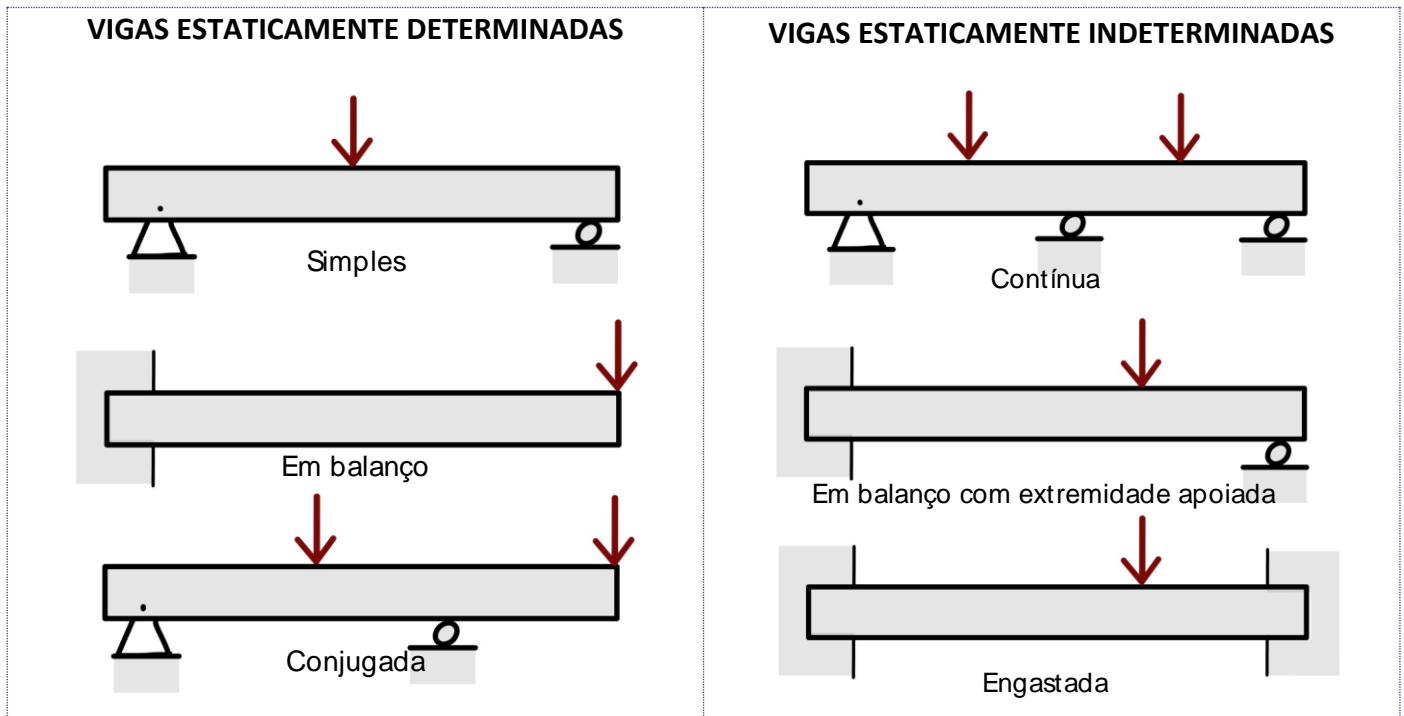 VIGAS ESTATICAMENTE DETERMINADAS
Simples
Em balanço
Conjugada
VIGAS ESTATICAMENTE INDETERMINADAS
Contínua
Em balanço com extremidade apoiada
Engastada